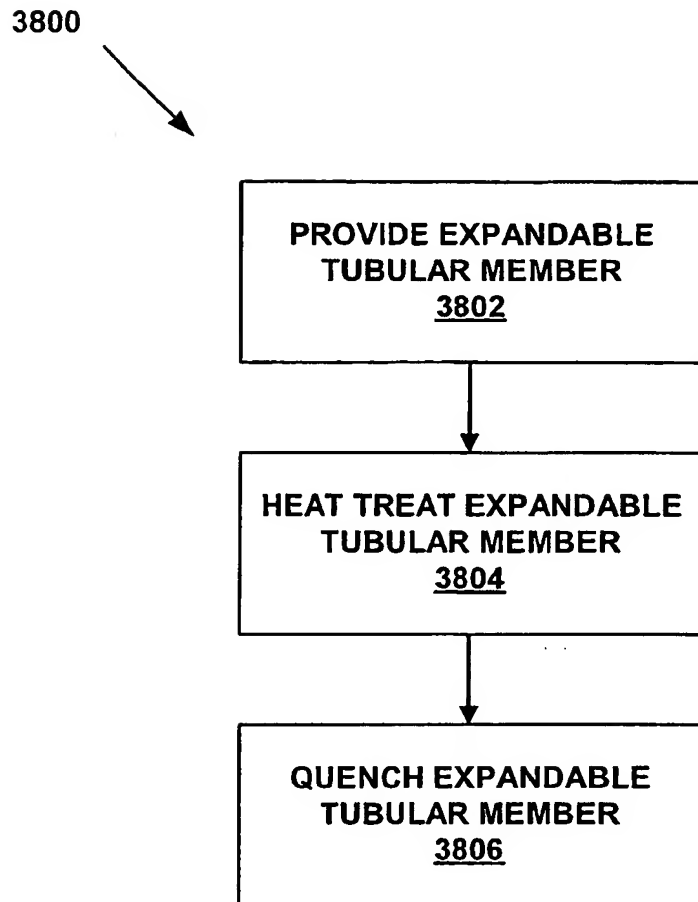 3800
PROVIDE EXPANDABLE
TUBULAR MEMBER
3802
HEAT TREAT EXPANDABLE
TUBULAR MEMBER
3804
QUENCH EXPANDABLE
TUBULAR MEMBER
3806